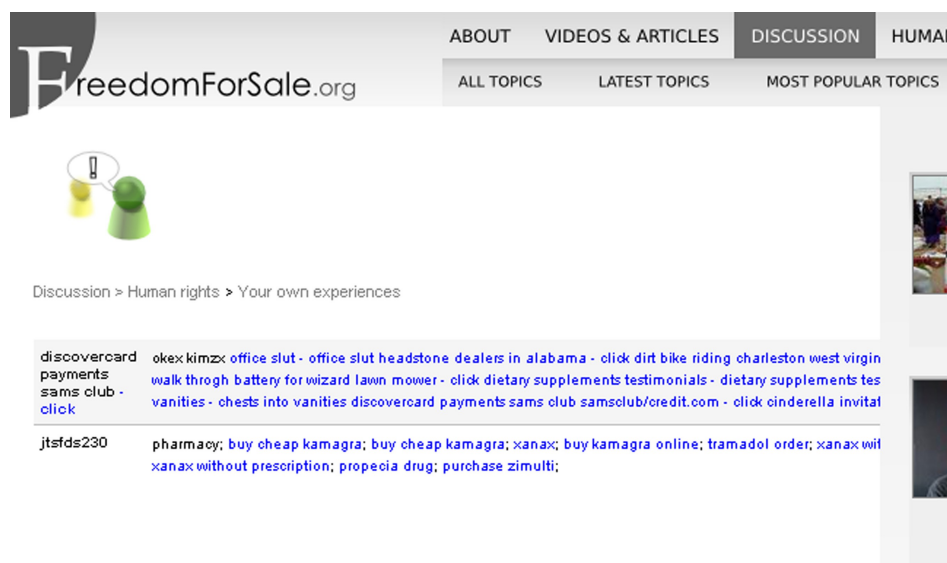 ABOUT VIDEOS & ARTICLES DISCUSSION
FreedomForSale.org
ALL TOPICS LATEST TOPICS MOST POPULAR TOPICS
!
Discussion > Human rights > Your own experiences
discovercard
payments
sams club -
click
okex kimzx office slut - office slut headstone dealers in alabama - click dirt bike riding charleston west virgin
walk throgh battery for wizard lawn mower - click dietary supplements testimonials - dietary supplements tes
vanities - chests into vanities discovercard payments sams club samsclub/credit.com - click cinderella invitat
jtsfds230
pharmacy; buy cheap kamagra; buy cheap kamagra; xanax; buy kamagra online; tramadol order; xanax wit
xanax without prescription; propecia drug; purchase zimulti;